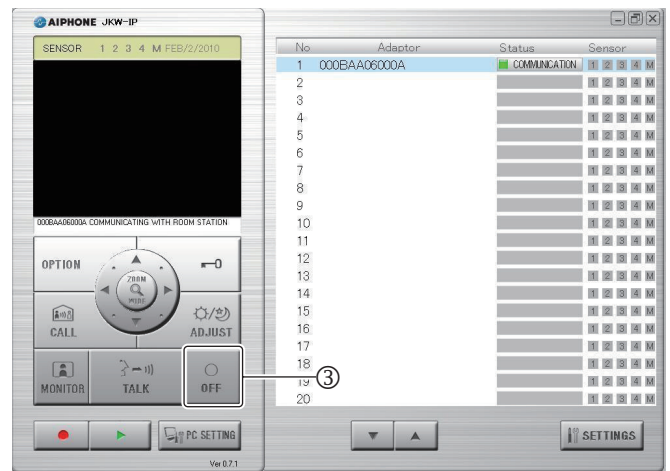 AIPHONE JKW-IP
SENSOR 1 2 3 4 M FEB/2/2010
000BAA06000A COMMUNICATING WITH ROOM STATION
OPTION
ZOOM
WIDE
CALL
ADJUST
MONITOR
TALK
OFF
③
PC SETTING
Ver 0.7.1
No Adaptor Status Sensor
1 000BAA06000A COMMUNICATION 1 2 3 4 M
2 1 2 3 4 M
3 1 2 3 4 M
4 1 2 3 4 M
5 1 2 3 4 M
6 1 2 3 4 M
7 1 2 3 4 M
8 1 2 3 4 M
9 1 2 3 4 M
10 1 2 3 4 M
11 1 2 3 4 M
12 1 2 3 4 M
13 1 2 3 4 M
14 1 2 3 4 M
15 1 2 3 4 M
16 1 2 3 4 M
17 1 2 3 4 M
18 1 2 3 4 M
19 1 2 3 4 M
20 1 2 3 4 M
SETTINGS